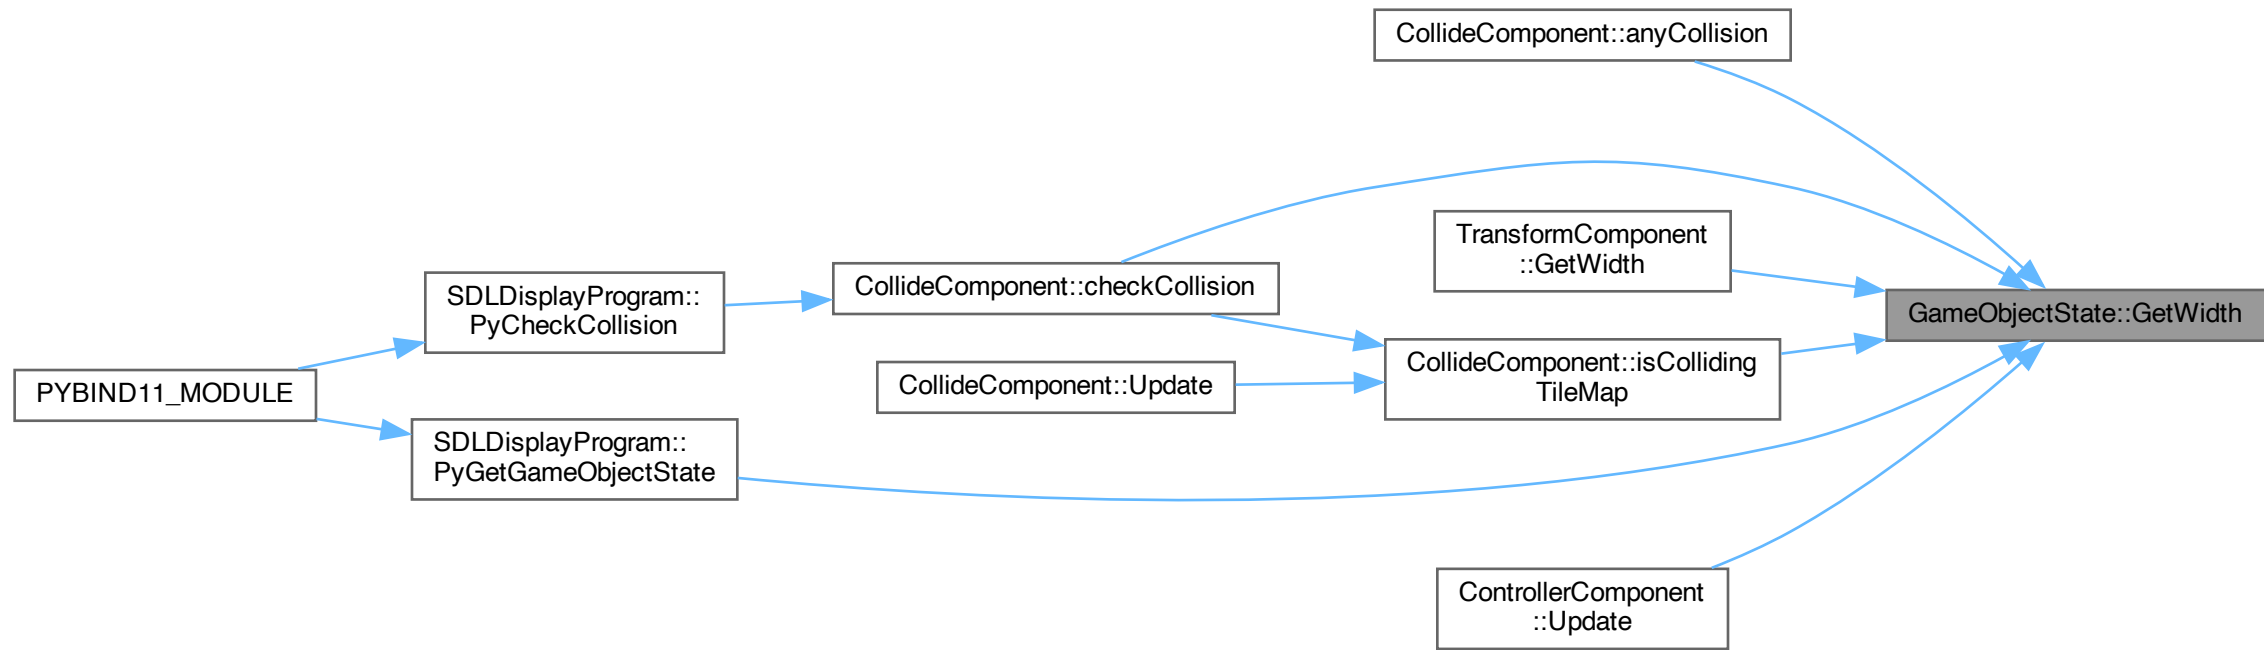 CollideComponent::anyCollision
TransformComponent
::GetWidth
CollideComponent::checkCollision
SDLDisplayProgram::
PyCheckCollision
GameObjectState::GetWidth
CollideComponent::isColliding
TileMap
CollideComponent::Update
PYBIND11_MODULE
SDLDisplayProgram::
PyGetGameObjectState
ControllerComponent
::Update